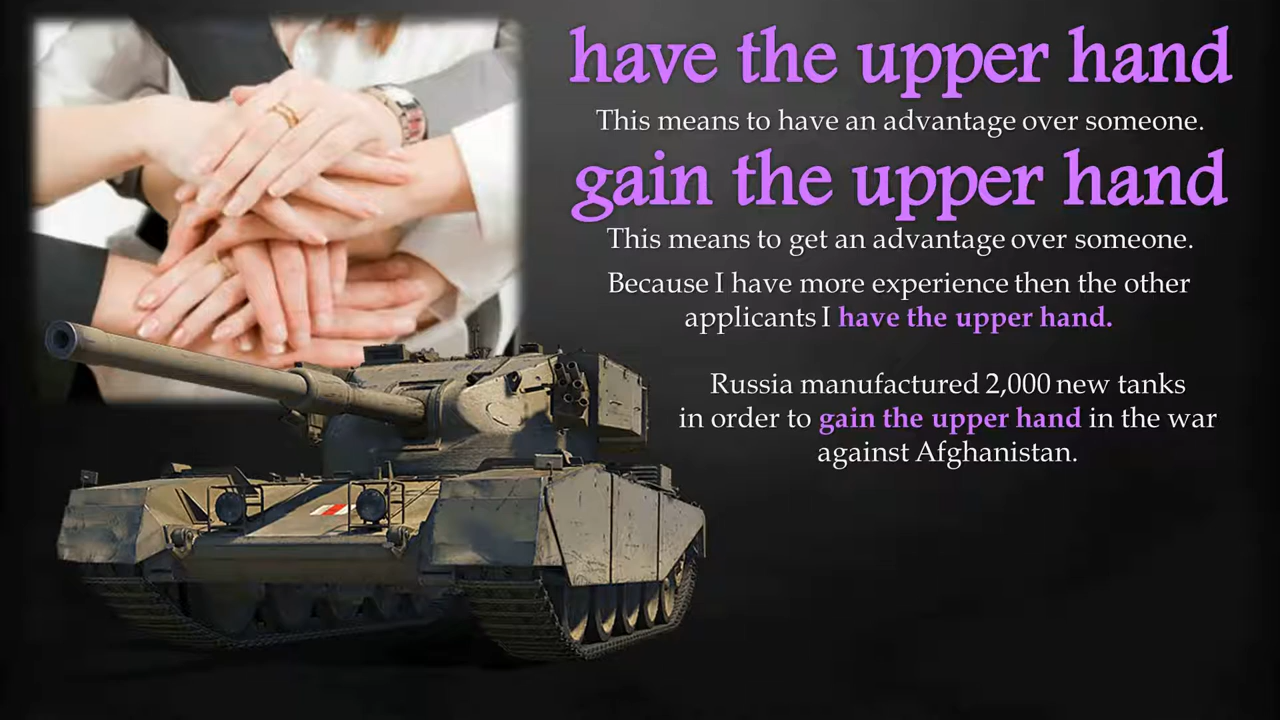 have the upper hand
This means to have an advantage over someone.
gain the upper hand
This means to get an advantage over someone.
Because I have more experience then the other
applicants I have the upper hand.
Russia manufactured 2,000 new tanks
in order to gain the upper hand in the war
against Afghanistan.